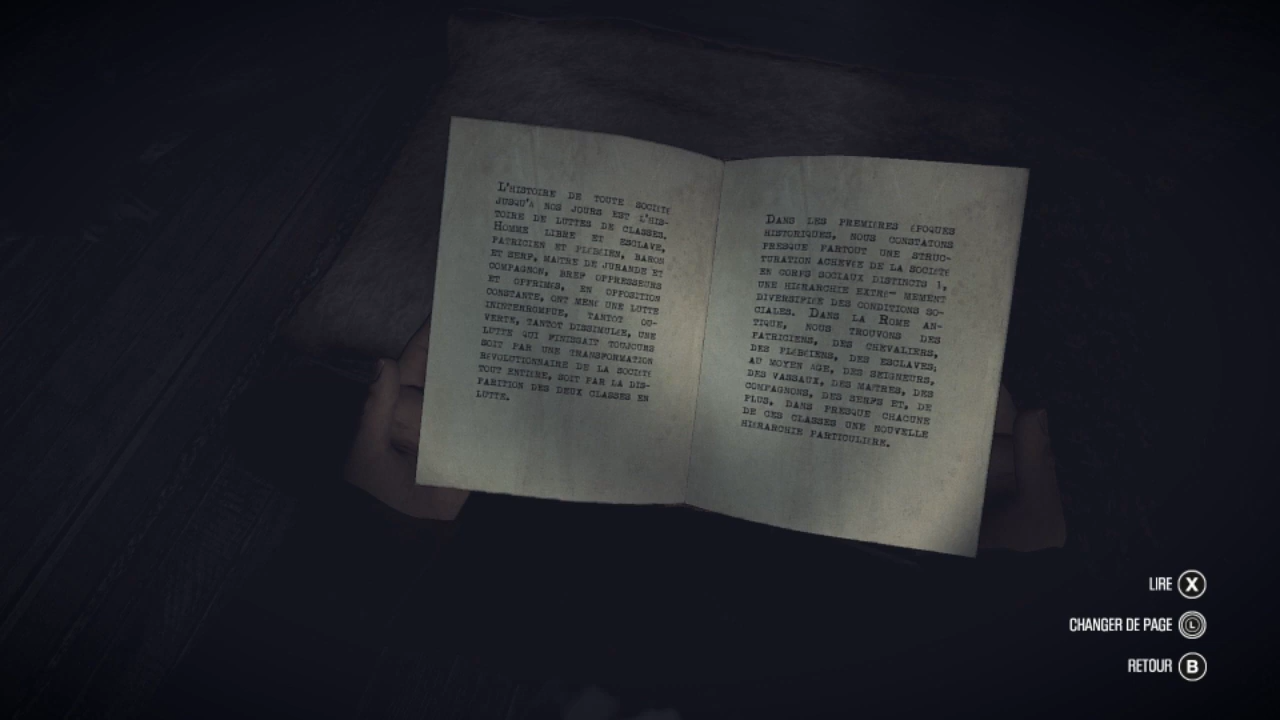 L'HISTOIRE DE TOUTE SOCIÉTÉ
JUSQU'À NOS JOURS EST L'HIS-
TOIRE DE LUTTES DE CLASSES.
HOMME LIBRE ET ESCLAVE,
PATRICIEN ET PLÉBÉIEN, BARON
ET SERF, MAÎTRE DE JURANDE ET
COMPAGNON, BREF OPPRESSEURS
ET OPPRIMÉS, EN OPPOSITION
CONSTANTE, ONT MENÉ UNE LUTTE
ININTERROMPUE, TANTOT OU-
VERTE, TANTOT DISSIMULÉE, UNE
LUTTE QUI FINISSAIT TOUJOURS
SOIT PAR UNE TRANSFORMATION
RÉVOLUTIONNAIRE DE LA SOCIÉTÉ
TOUT ENTIÈRE, SOIT PAR LA DIS-
PARITION DES DEUX CLASSES EN
LUTTE.
DANS LES PREMIÈRES ÉPOQUES
HISTORIQUES, NOUS CONSTATONS
PRESQUE PARTOUT UNE STRUC-
TURATION ACHEVÉE DE LA SOCIÉTÉ
EN CORPS SOCIAUX DISTINCTS 1,
UNE HIÉRARCHIE EXTRÊ- MEMENT
DIVERSIFIÉE DES CONDITIONS SO-
CIALES. DANS LA ROME AN-
TIQUE, NOUS TROUVONS DES
PATRICIENS, DES CHEVALIERS,
DES PLÉBÉIENS, DES ESCLAVES;
AU MOYEN AGE, DES SEIGNEURS,
DES VASSAUX, DES MAÎTRES, DES
COMPAGNONS, DES SERFS ET, DE
PLUS, DANS PRESQUE CHACUNE
DE CES CLASSES UNE NOUVELLE
HIÉRARCHIE PARTICULIÈRE.
LIRE X
CHANGER DE PAGE L
RETOUR B